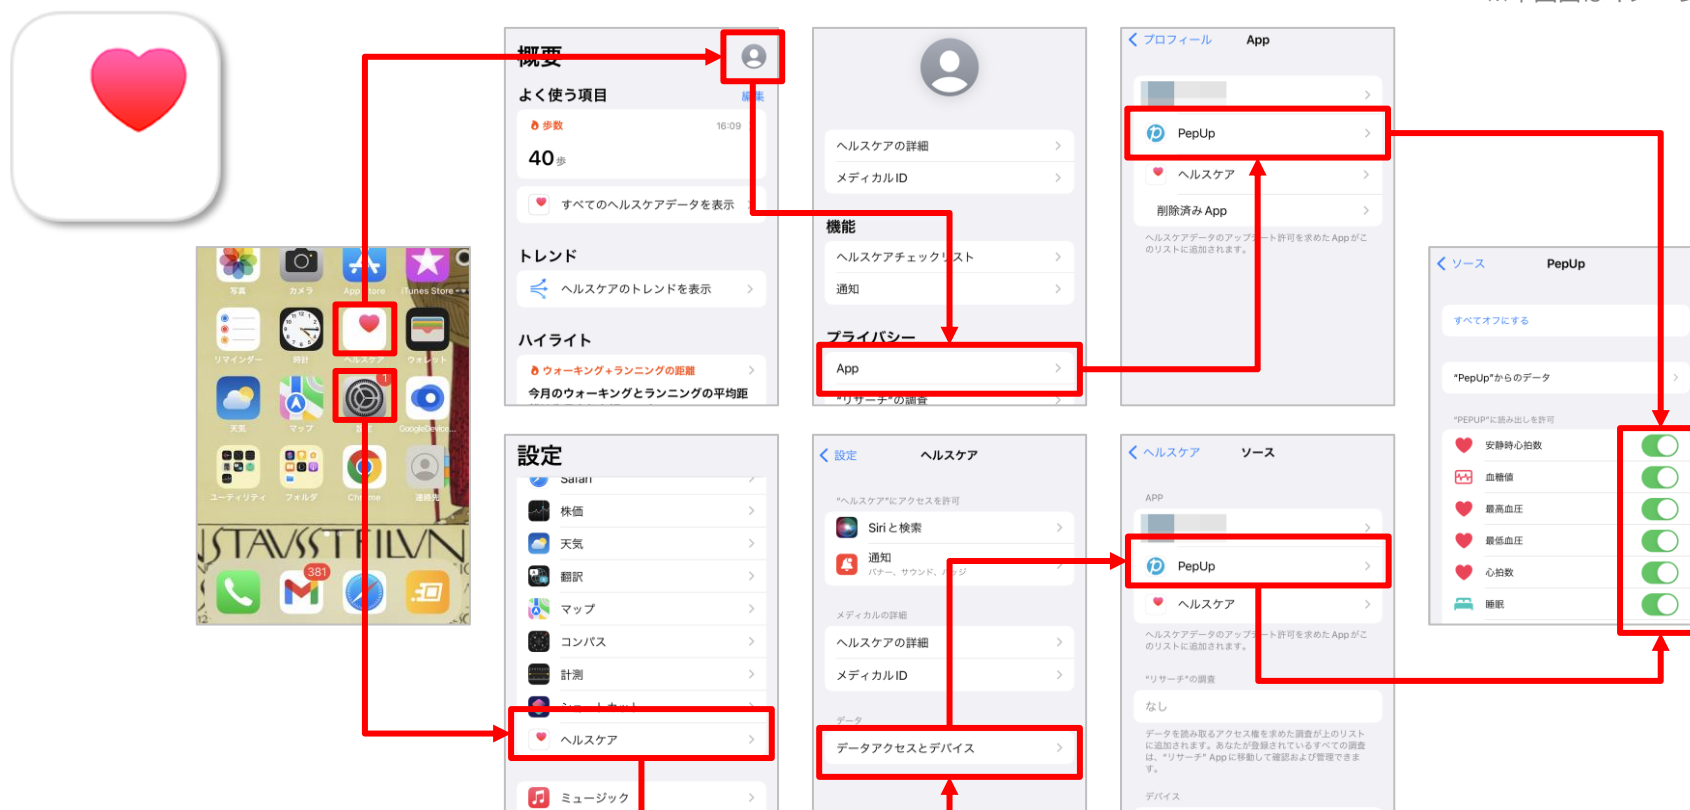 概要
よく使う項目
編集
歩数
16:09
40歩
すべてのヘルスケアデータを表示
トレンド
ヘルスケアのトレンドを表示
ハイライト
ウォーキング+ランニングの距離
今月のウォーキングとランニングの平均距
ヘルスケアの詳細
メディカルID
機能
ヘルスケアチェックリスト
通知
プライバシー
App
"リサーチ"の調査
プロフィール
App
PepUp
ヘルスケア
削除済み App
ヘルスケアデータのアップデート許可を求めた App がこ
のリストに追加されます。
写真
カメラ
App Store
iTunes Store
リマインダー
時計
ヘルスケア
ウォレット
1
天気
マップ
設定
GoogleDevice...
ユーティリティ
フォルダ
Chrome
連絡先
381
設定
Safari
株価
天気
翻訳
マップ
コンパス
計測
ショートカット
ヘルスケア
ミュージック
設定
ヘルスケア
"ヘルスケア"にアクセスを許可
Siri と検索
通知
バナー、サウンド、バッジ
メディカルの詳細
ヘルスケアの詳細
メディカルID
データ
データアクセスとデバイス
ヘルスケア
ソース
APP
PepUp
ヘルスケア
ヘルスケアデータのアップデート許可を求めた App がこ
のリストに追加されます。
"リサーチ"の調査
なし
データを読み取るアクセス権を求めた調査が上のリスト
に追加されます。あなたが登録されているすべての調査
は、"リサーチ" App に移動して確認および管理できま
す。
デバイス
ソース
PepUp
すべてオフにする
"PepUp"からのデータ
"PEPUP"に読み出しを許可
安静時心拍数
血糖値
最高血圧
最低血圧
心拍数
睡眠